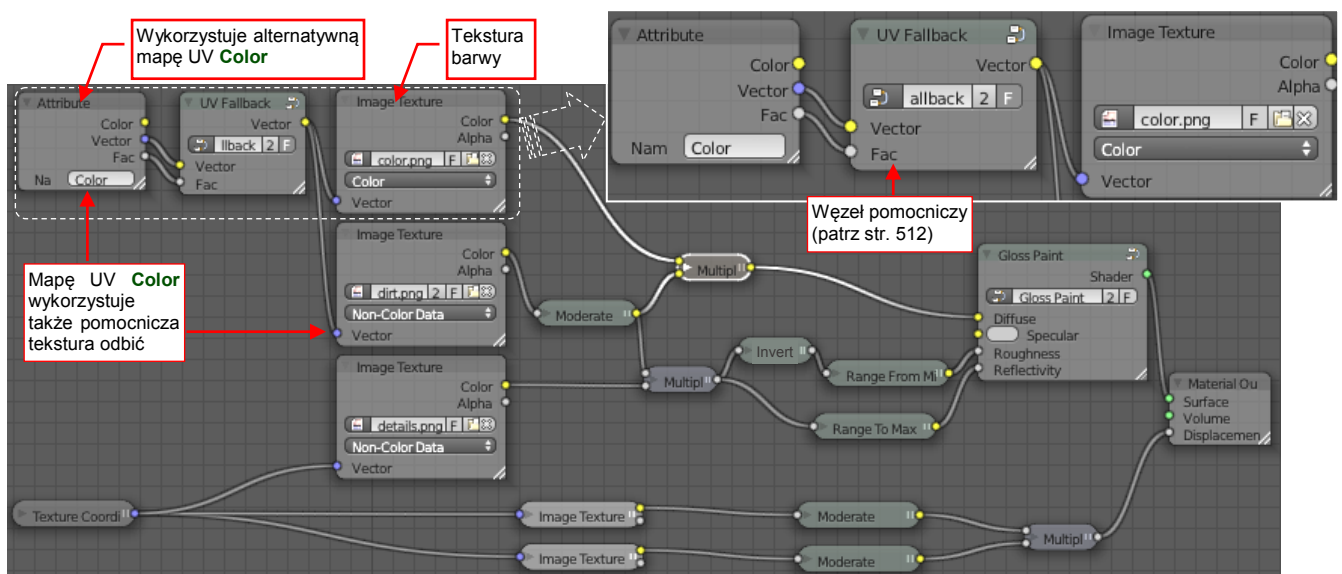 Wykorzystuje alternatywną
mapę UV Color
Tekstura
barwy
Attribute
Color
Vector
Fac
Nam Color
UV Fallback
Vector
allback 2 F
Vector
Fac
Image Texture
Color
Alpha
color.png F
Color
Vector
Węzeł pomocniczy
(patrz str. 512)
Attribute
Color
Vector
Fac
Na Color
UV Fallback
Vector
llback 2 F
Vector
Fac
Image Texture
Color
Alpha
color.png F
Color
Vector
Mapę UV Color
wykorzystuje
także pomocnicza
tekstura odbić
Image Texture
Color
Alpha
dirt.png 2 F
Non-Color Data
Vector
Moderate
Multipl
Image Texture
Color
Alpha
details.png F
Non-Color Data
Vector
Multipl
Invert
Range From Mi
Range To Max
Gloss Paint
Shader
Gloss Paint 2 F
Diffuse
Specular
Roughness
Reflectivity
Material Ou
Surface
Volume
Displacemen
Texture Coordi
Image Texture
Moderate
Multipl
Image Texture
Moderate